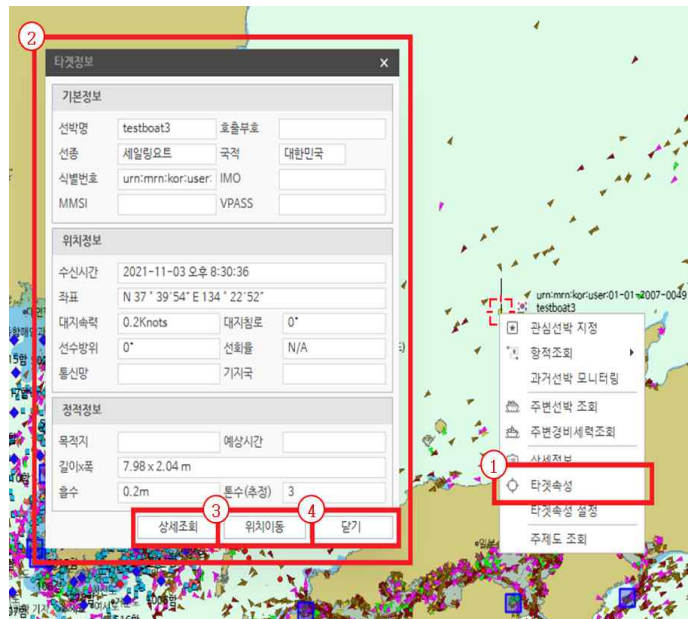 ②
타겟정보 x
기본정보
선박명 testboat3 호출부호
선종 세일링요트 국적 대한민국
식별번호 urn:mrn:kor:user: IMO
MMSI VPASS
위치정보
수신시간 2021-11-03 오후 8:30:36
좌표 N 37 ° 39'54" E 134 ° 22'52"
대지속력 0.2Knots 대지침로 0°
선수방위 0° 선회율 N/A
통신망 기지국
정적정보
목적지 예상시간
길이x폭 7.98 x 2.04 m
흘수 0.2m 톤수(추정) 3
③ ④
상세조회 위치이동 닫기
urn:mrn:kor:user:01-01-2007-0049
testboat3
관심선박 지정
항적조회
과거선박 모니터링
주변선박 조회
주변경비세력조회
상세정보
①
타겟속성
타겟속성 설정
주제도 조회